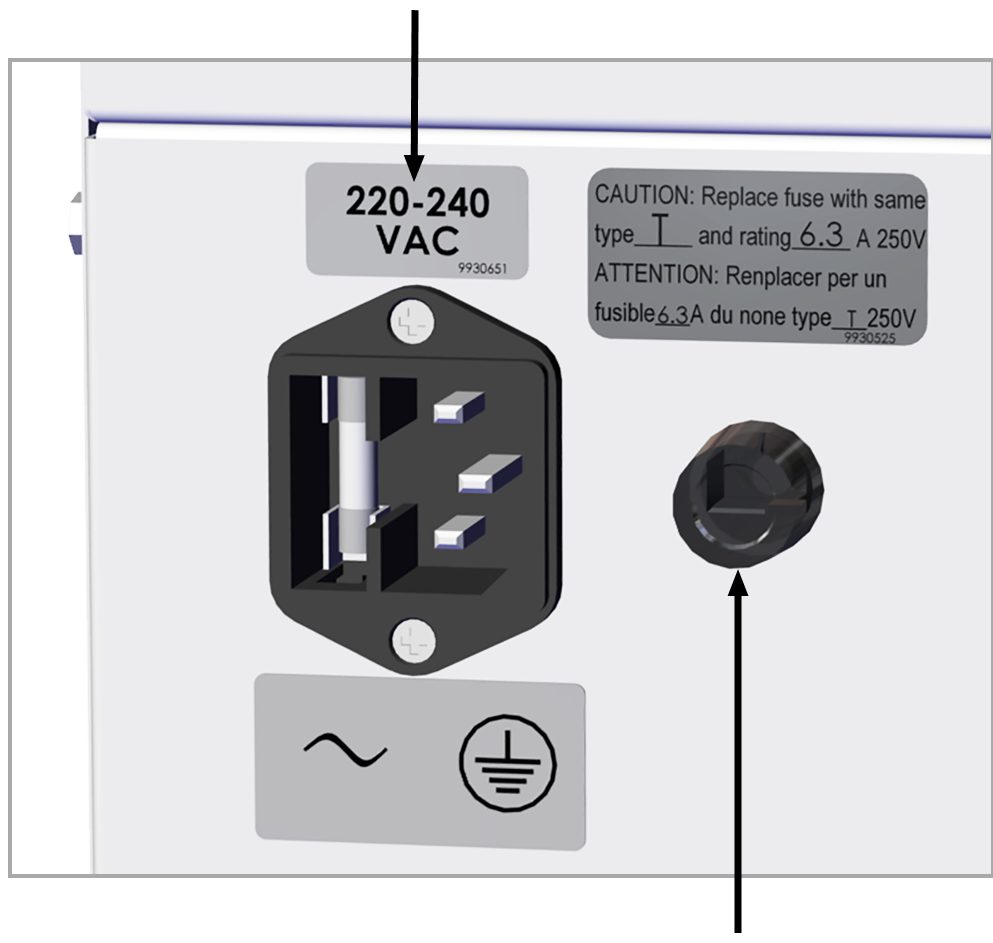 220-240
VAC
9930651
CAUTION: Replace fuse with same
type T and rating 6.3 A 250V
ATTENTION: Renplacer per un
fusible 6.3A du none type T 250V
9930525